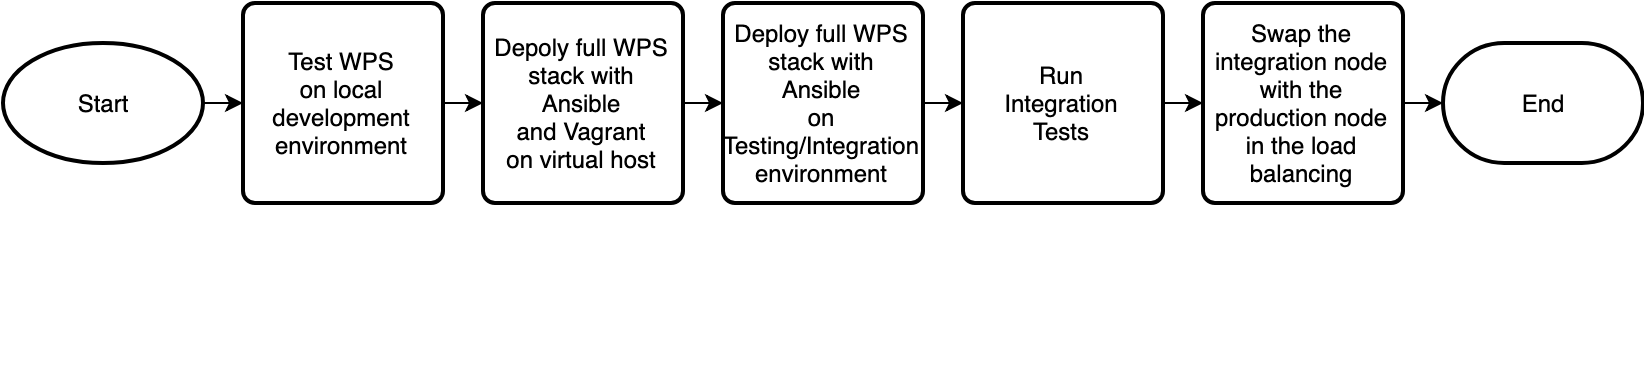 Start
Test WPS
on local
development
environment
Depoly full WPS
stack with
Ansible
and Vagrant
on virtual host
Deploy full WPS
stack with
Ansible
on
Testing/Integration
environment
Run
Integration
Tests
Swap the
integration node
with the
production node
in the load
balancing
End